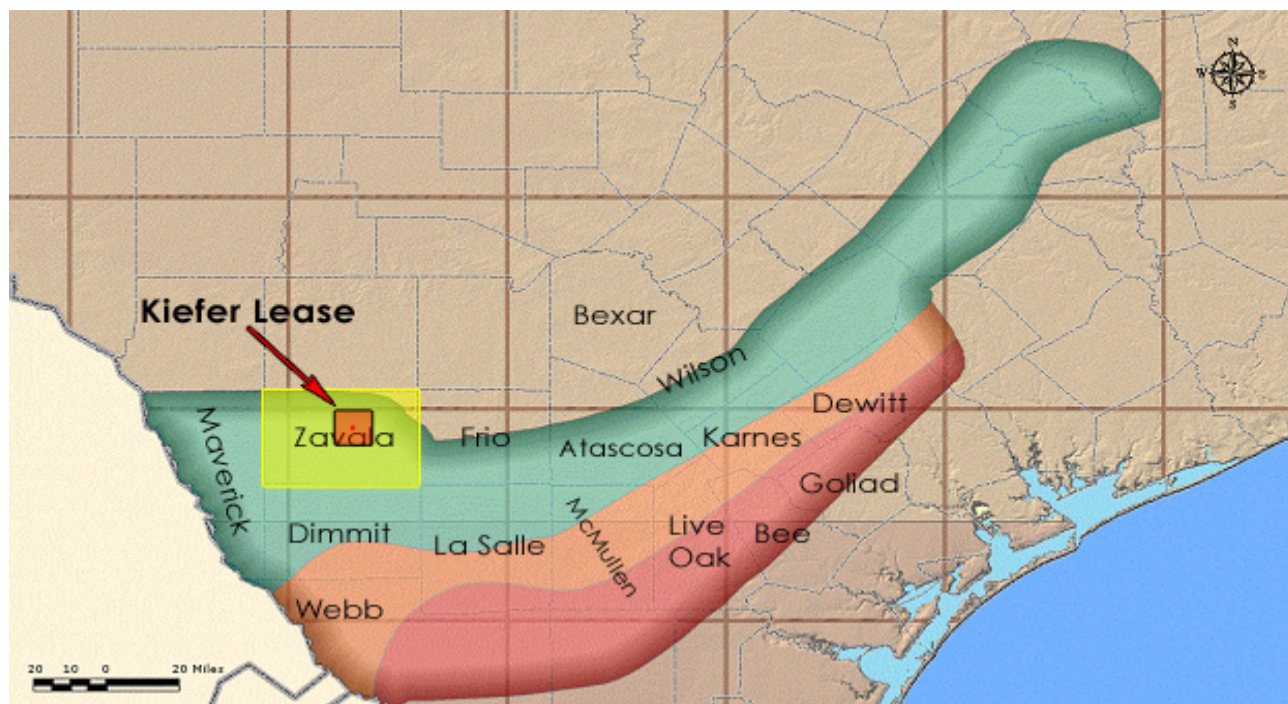 N
W E
S
Bexar
Kiefer Lease
Wilson
Dewitt
Maverick
Zavala
Frio
Atascosa
Karnes
Goliad
Dimmit
La Salle
McMullen
Live
Oak
Bee
Webb
20 10 0 20 Miles